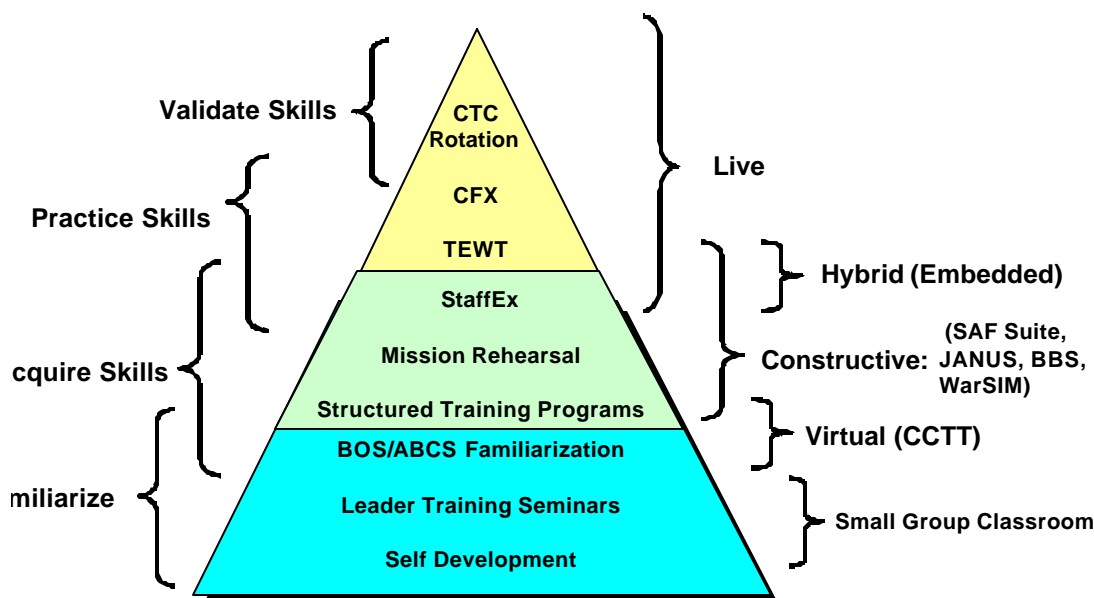 Validate Skills
Practice Skills
cquire Skills
miliarize
CTC
Rotation
CFX
TEWT
StaffEx
Mission Rehearsal
Structured Training Programs
BOS/ABCS Familiarization
Leader Training Seminars
Self Development
Live
Hybrid (Embedded)
Constructive:
(SAF Suite,
JANUS, BBS,
WarSIM)
Virtual (CCTT)
Small Group Classroom